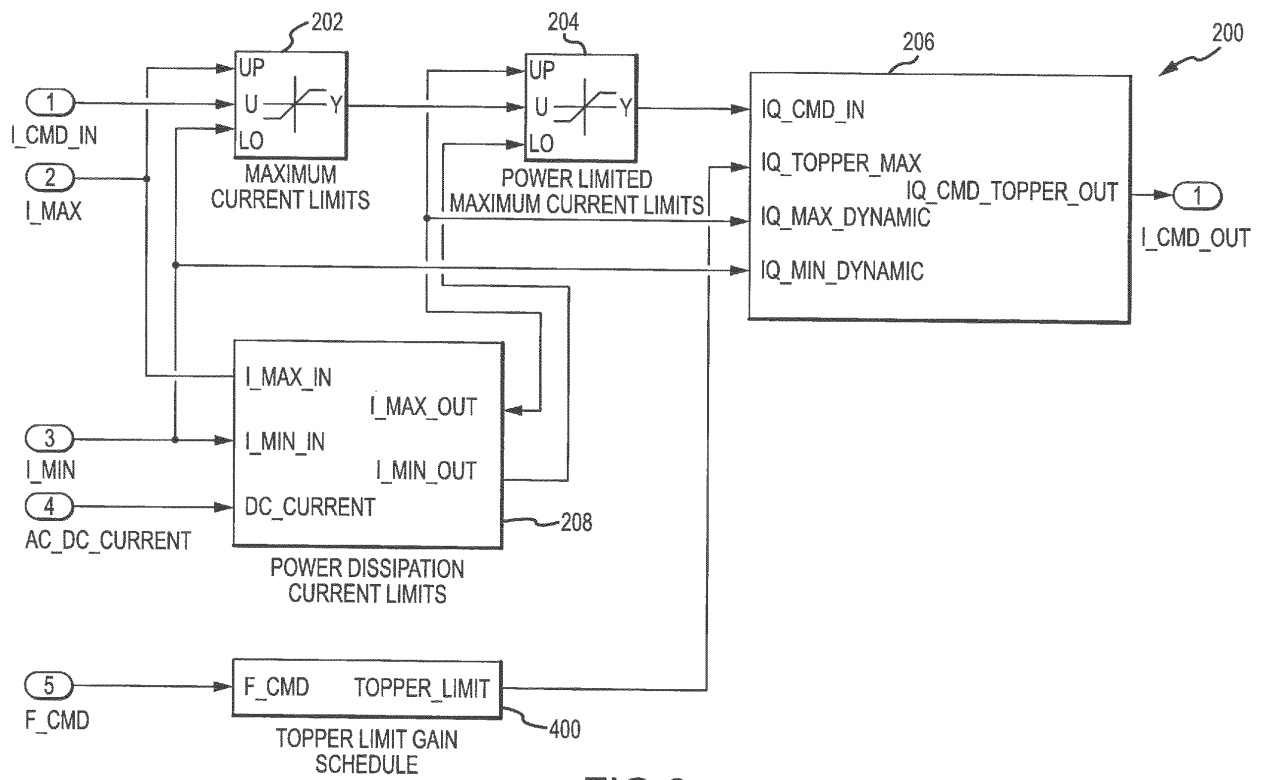 202
204
206
200
UP
U
Y
LO
MAXIMUM
CURRENT LIMITS
UP
U
Y
LO
POWER LIMITED
MAXIMUM CURRENT LIMITS
1
I_CMD_IN
2
I_MAX
IQ_CMD_IN
IQ_TOPPER_MAX
IQ_CMD_TOPPER_OUT
IQ_MAX_DYNAMIC
IQ_MIN_DYNAMIC
1
I_CMD_OUT
I_MAX_IN
I_MAX_OUT
I_MIN_IN
I_MIN_OUT
DC_CURRENT
208
3
I_MIN
4
AC_DC_CURRENT
POWER DISSIPATION
CURRENT LIMITS
5
F_CMD
F_CMD TOPPER_LIMIT
400
TOPPER LIMIT GAIN
SCHEDULE